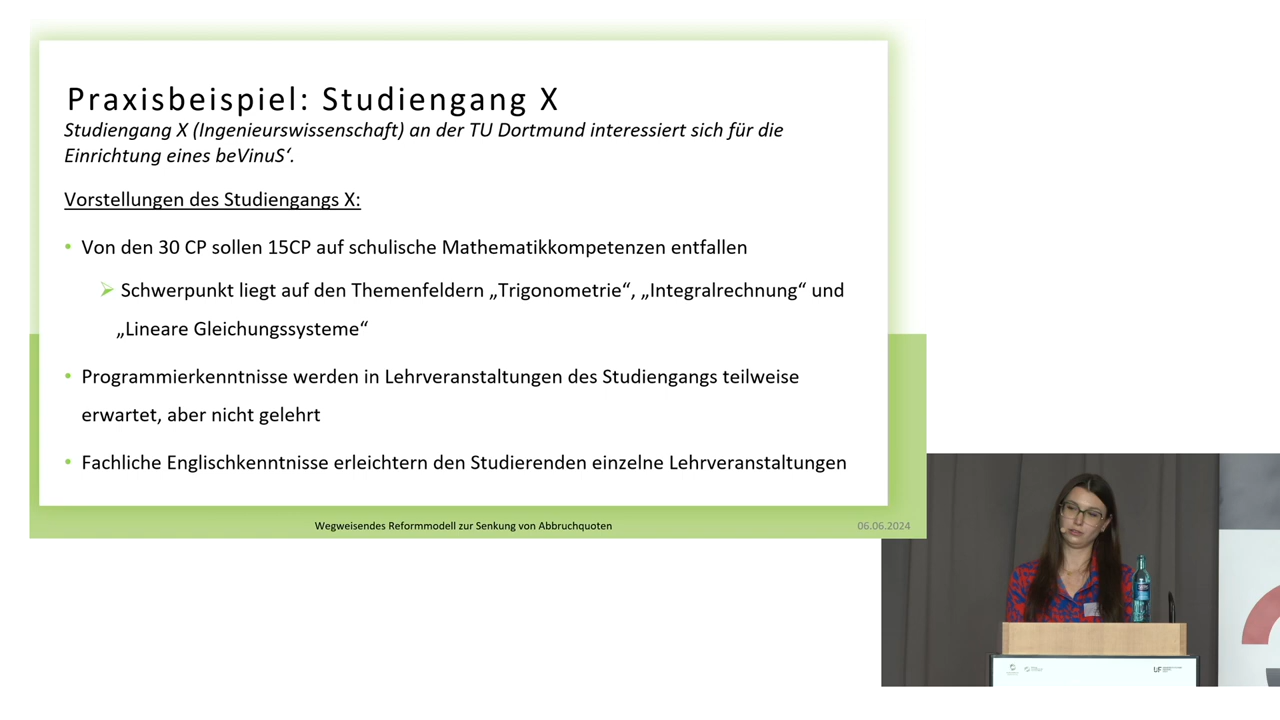 Praxisbeispiel: Studiengang X
Studiengang X (Ingenieurswissenschaft) an der TU Dortmund interessiert sich für die
Einrichtung eines beVinuS‘.
Vorstellungen des Studiengangs X:
• Von den 30 CP sollen 15CP auf schulische Mathematikkompetenzen entfallen
➢ Schwerpunkt liegt auf den Themenfeldern „Trigonometrie“, „Integralrechnung“ und
„Lineare Gleichungssysteme“
• Programmierkenntnisse werden in Lehrveranstaltungen des Studiengangs teilweise
erwartet, aber nicht gelehrt
• Fachliche Englischkenntnisse erleichtern den Studierenden einzelne Lehrveranstaltungen
Wegweisendes Reformmodell zur Senkung von Abbruchquoten
06.06.2024